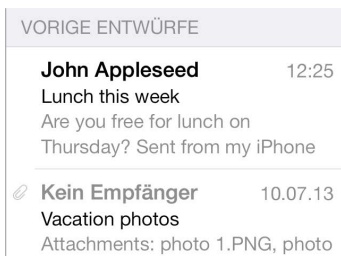 VORIGE ENTWÜRFE
John Appleseed 12:25
Lunch this week
Are you free for lunch on
Thursday? Sent from my iPhone
Kein Empfänger 10.07.13
Vacation photos
Attachments: photo 1.PNG, photo